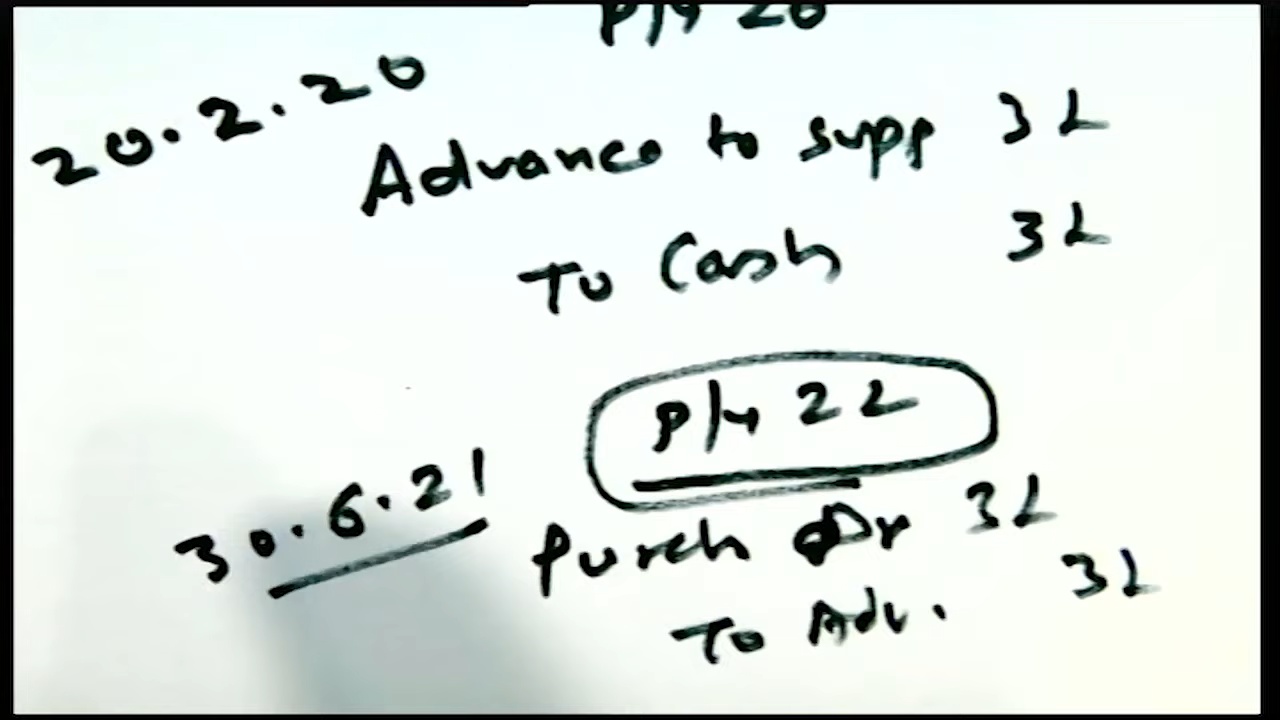 P/Y 20
20.2.20
Advance to supp 3L
To Cash 3L
P/Y 22
30.6.21
Purch Dr 3L
To Adv. 3L